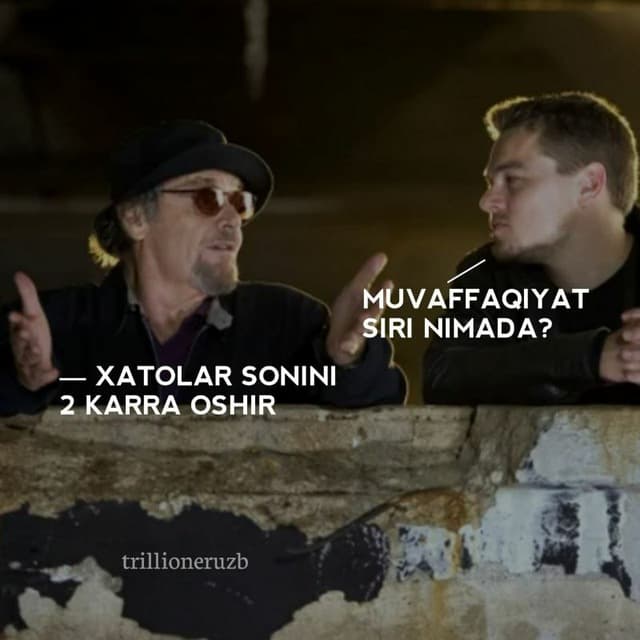 MUVAFFAQIYAT
SIRI NIMADA?
— XATOLAR SONINI
2 KARRA OSHIR
trillioneruzb